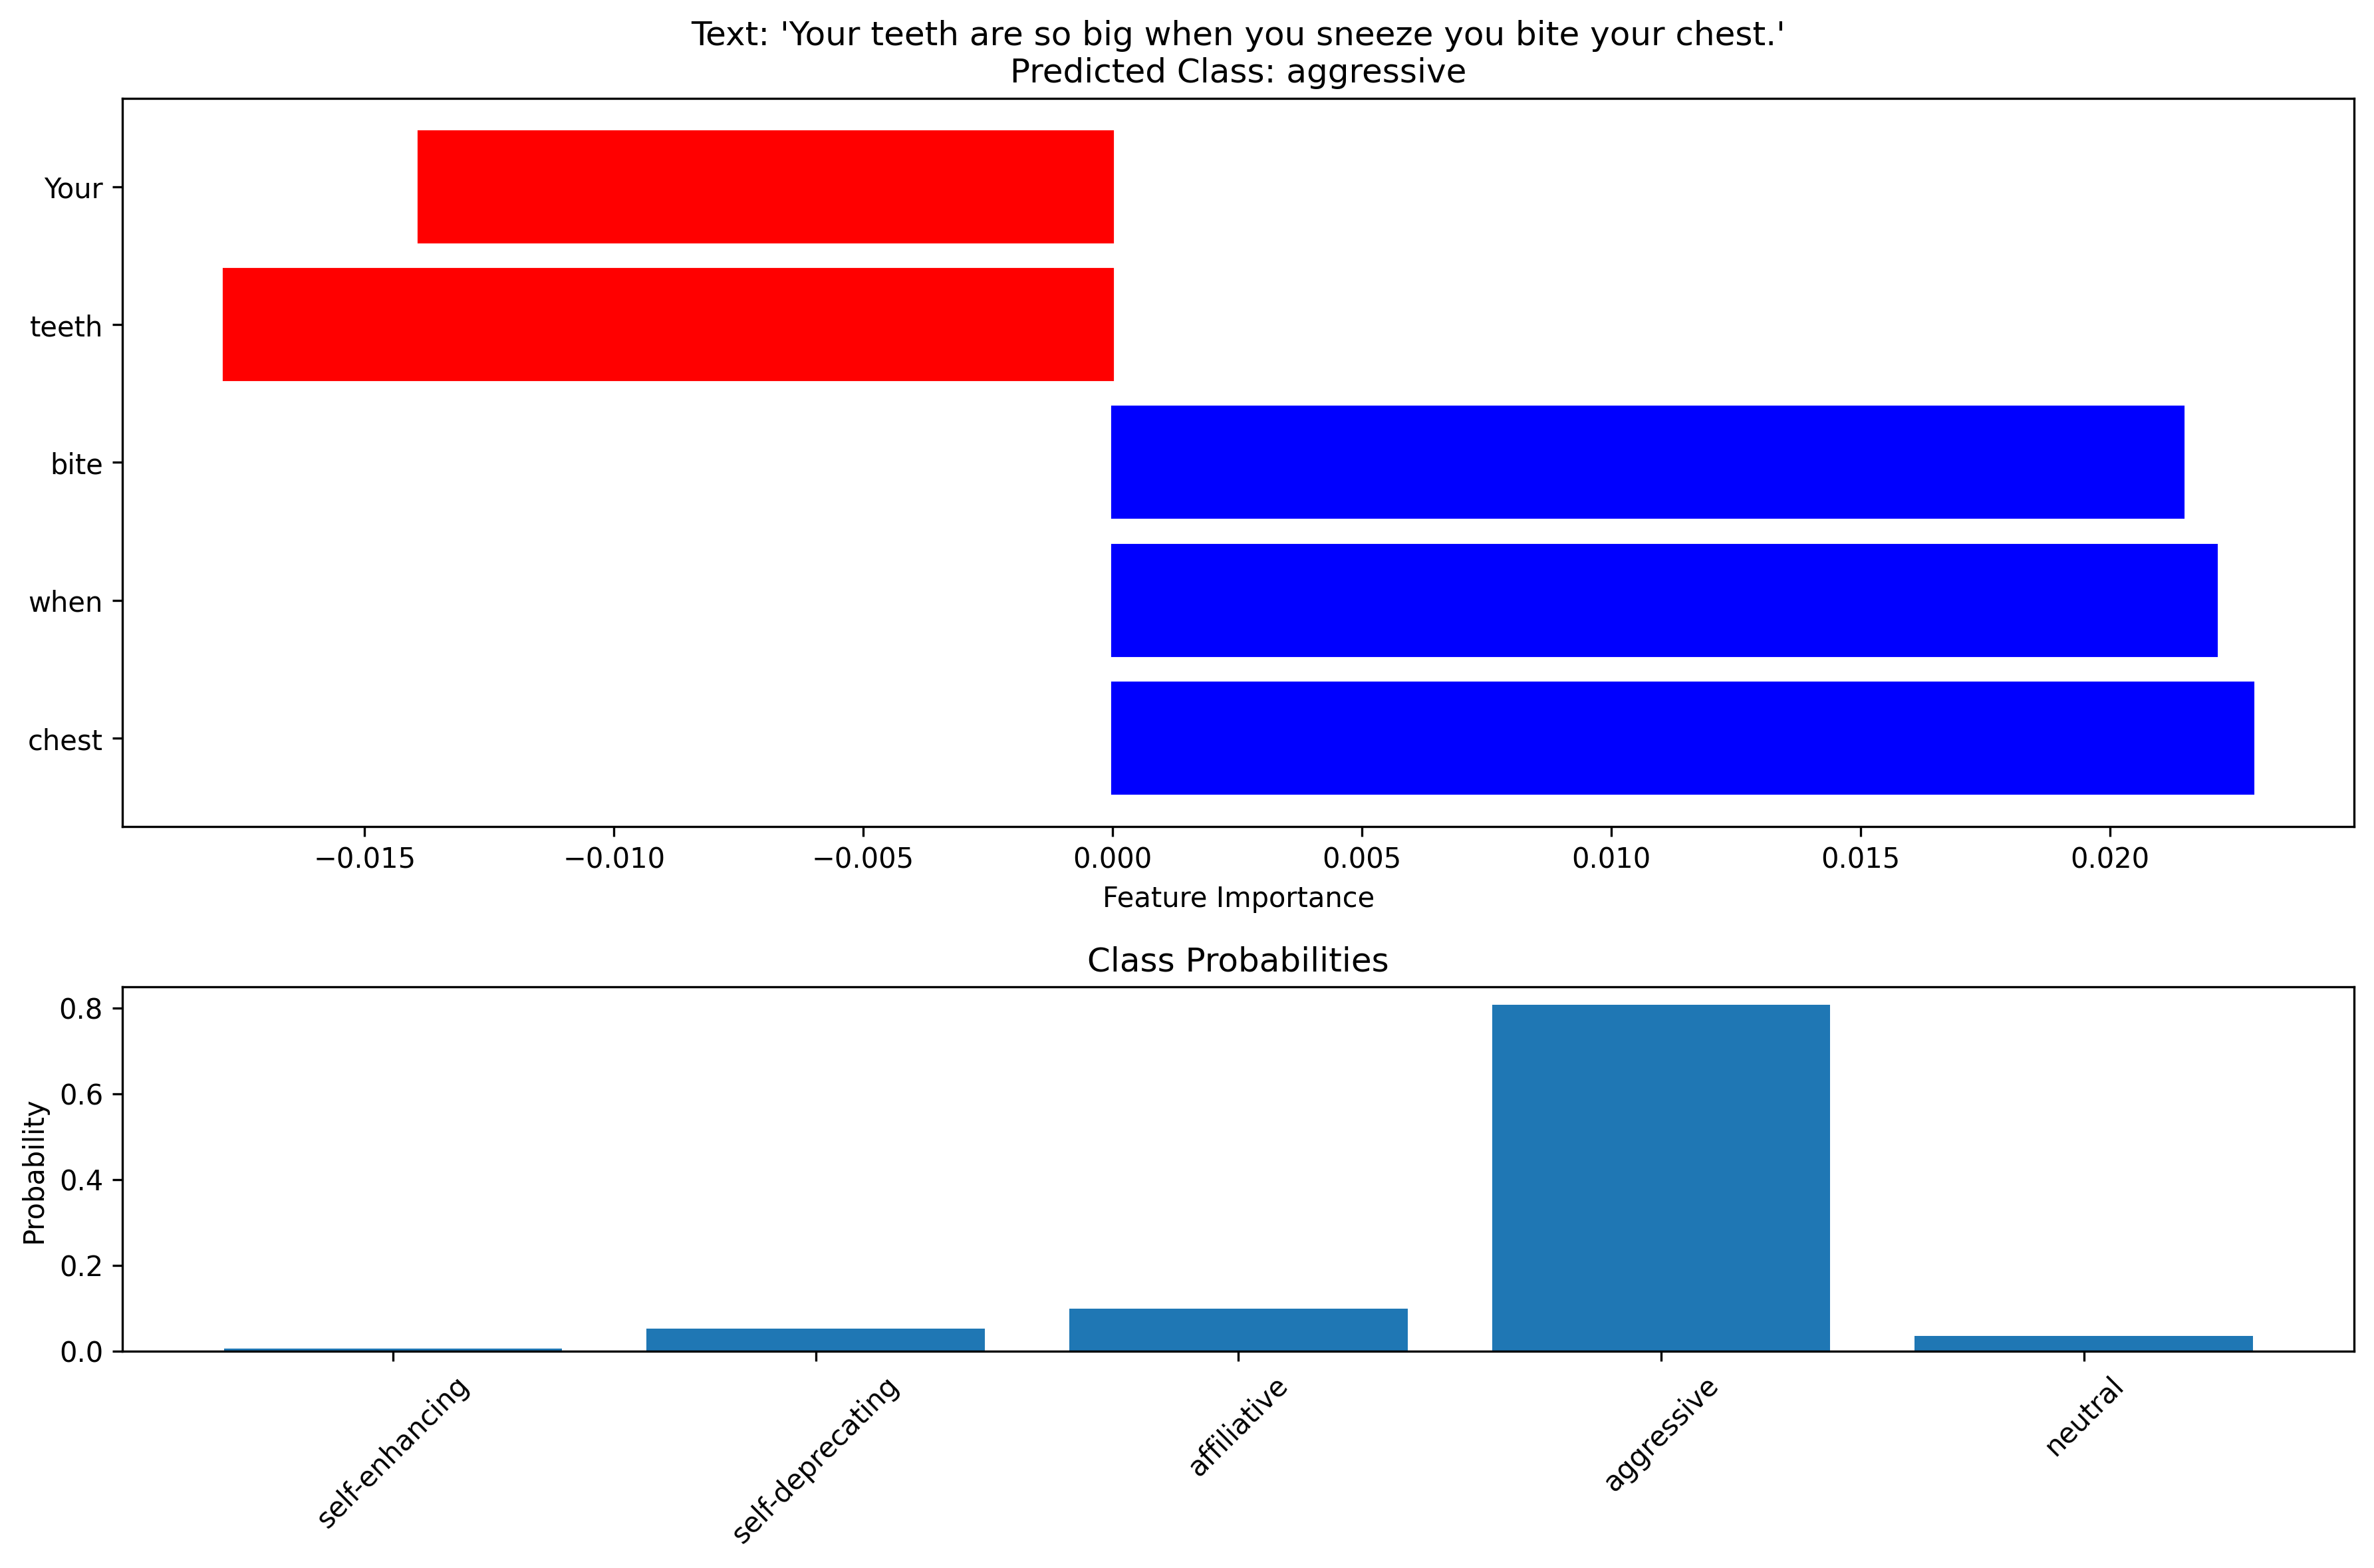 Text: 'Your teeth are so big when you sneeze you bite your chest.'
Predicted Class: aggressive
Your
teeth
bite
when
chest
−0.015 −0.010 −0.005 0.000 0.005 0.010 0.015 0.020
Feature Importance
Class Probabilities
Probability
0.8
0.6
0.4
0.2
0.0
self-enhancing self-deprecating affiliative aggressive neutral